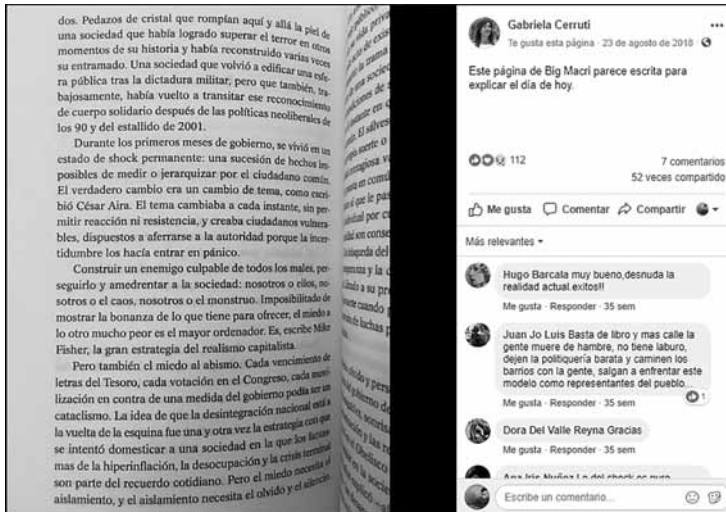 dos. Pedazos de cristal que rompían aquí y allá la piel de
una sociedad que había logrado superar el terror en otros
momentos de su historia y había reconstruido varias veces
su entramado. Una sociedad que volvió a edificar una esfe-
ra pública tras la dictadura militar, pero que también, tra-
bajosamente, había vuelto a transitar ese reconocimiento
de cuerpo solidario después de las políticas neoliberales de
los 90 y del estallido de 2001.
Durante los primeros meses de gobierno, se vivió en un
estado de shock permanente: una sucesión de hechos im-
posibles de medir o jerarquizar por el ciudadano común.
El verdadero cambio era un cambio de tema, como escri-
bió César Aira. El tema cambiaba a cada instante, sin per-
mitir reacción ni resistencia, y creaba ciudadanos vulnera-
bles, dispuestos a aferrarse a la autoridad porque la incer-
tidumbre los hacía entrar en pánico.
Construir un enemigo culpable de todos los males, per-
seguirlo y amedrentar a la sociedad: nosotros o ellos, no-
sotros o el caos, nosotros o el monstruo. Imposibilitado de
mostrar la bonanza de lo que tiene para ofrecer, el miedo a
lo otro mucho peor es el mayor ordenador. Es, escribe Mike
Fisher, la gran estrategia del realismo capitalista.
Pero también el miedo al abismo. Cada vencimiento de
letras del Tesoro, cada votación en el Congreso, cada movi-
lización en contra de una medida del gobierno podía ser un
cataclismo. La idea de que la desintegración nacional está a
la vuelta de la esquina fue una y otra vez la estrategia con que
se intentó domesticar a una sociedad en la que los fantas-
mas de la hiperinflación, la desocupación y la crisis terminal
son parte del recuerdo cotidiano. Pero el miedo necesita el
aislamiento, y el aislamiento necesita el olvido y el silencio.
Gabriela Cerruti
Te gusta esta página · 23 de agosto de 2018 ·
Este página de Big Macri parece escrita para
explicar el día de hoy.
112
7 comentarios
52 veces compartido
Me gusta
Comentar
Compartir
Más relevantes
Hugo Barcala muy bueno,desnuda la
realidad actual.exitos!!
Me gusta · Responder · 35 sem
Juan Jo Luis Basta de libro y mas calle la
gente muere de hambre, no tiene laburo,
dejen la politiquería barata y caminen los
barrios con la gente, salgan a enfrentar este
modelo como representantes del pueblo...
1
Me gusta · Responder · 35 sem
Dora Del Valle Reyna Gracias
Me gusta · Responder · 35 sem
Ana Iris Nuñez Lo del shock es puro
Escribe un comentario...